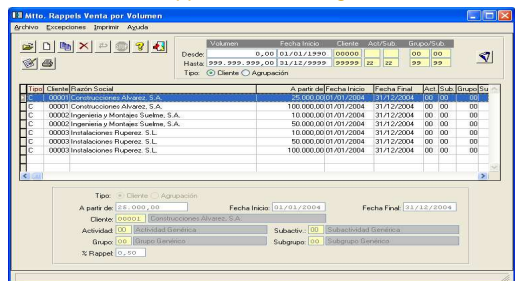 Mtto. Rappels Venta por Volumen
Archivo Excepciones Imprimir Ayuda
Volumen Fecha Inicio Cliente Act/Sub. Grupo/Sub.
Desde: 0,00 01/01/1990 00000 00 00
Hasta: 999.999.999,00 31/12/9999 99999 zz zz 99 99
Tipo: Cliente Agrupación
Tipo Cliente Razón Social A partir de Fecha Inicio Fecha Final Act. Sub. Grupo Su
C 00001 Construcciones Alvarez, S.A. 25.000,00 01/01/2004 31/12/2004 00 00 00
C 00001 Construcciones Alvarez, S.A. 100.000,00 01/01/2004 31/12/2004 00 00 00
C 00002 Ingenieria y Montajes Suelme, S.A. 10.000,00 01/01/2004 31/12/2004 00 00 00
C 00002 Ingenieria y Montajes Suelme, S.A. 50.000,00 01/01/2004 31/12/2004 00 00 00
C 00003 Instalaciones Ruperez. S.L. 10.000,00 01/01/2004 31/12/2004 00 00 00
C 00003 Instalaciones Ruperez. S.L. 50.000,00 01/01/2004 31/12/2004 00 00 00
C 00003 Instalaciones Ruperez. S.L. 100.000,00 01/01/2004 31/12/2004 00 00 00
Tipo: Cliente Agrupación
A partir de: 25.000,00 Fecha Inicio: 01/01/2004 Fecha Final: 31/12/2004
Cliente: 00001 Construcciones Alvarez, S.A.
Actividad: 00 Actividad Genérica Subactiv.: 00 Subactividad Genérica
Grupo: 00 Grupo Genérico Subgrupo: 00 Subgrupo Genérico
% Rappel: 0,50